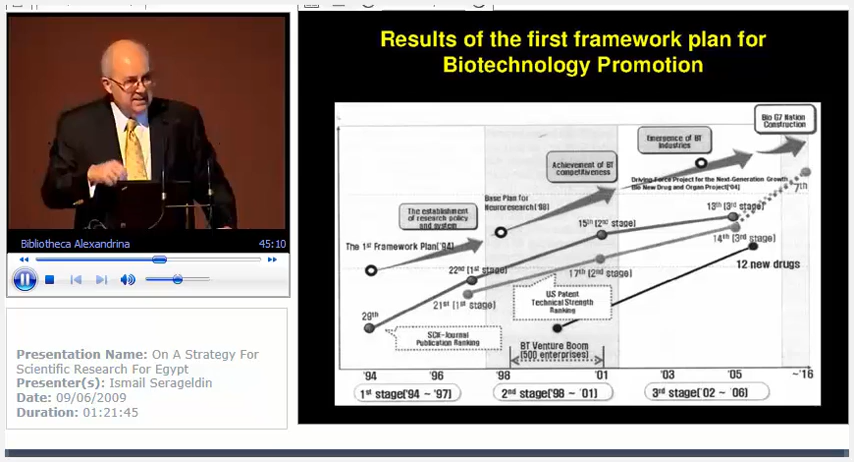 Bibliotheca Alexandrina
45:10
Presentation Name: On A Strategy For
Scientific Research For Egypt
Presenter(s): Ismail Serageldin
Date: 09/06/2009
Duration: 01:21:45
Results of the first framework plan for
Biotechnology Promotion
Bio G7 Nation
Construction
Emergence of BT
Industries
Achievement of BT
competitiveness
Driving Force Project for the Next-Generation Growth
Bio New Drug and Organ Project['04]
7th
Base Plan for
Neuroresearch['98]
The establishment
of research policy
and system
The 1st Framework Plan['94]
13th [3rd stage]
15th [2nd stage]
14th [3rd stage]
22nd [1st stage]
17th [2nd stage]
12 new drugs
21st [1st stage]
US Patent
Technical Strength
Ranking
29th
Publication Ranking
BT Venture Boom
(500 enterprises)
'94 '96 '98 '01 '05 ~'16
1st stage['94 ~ '97) 2nd stage['98 ~ '01) 3rd stage['02 ~ '06)